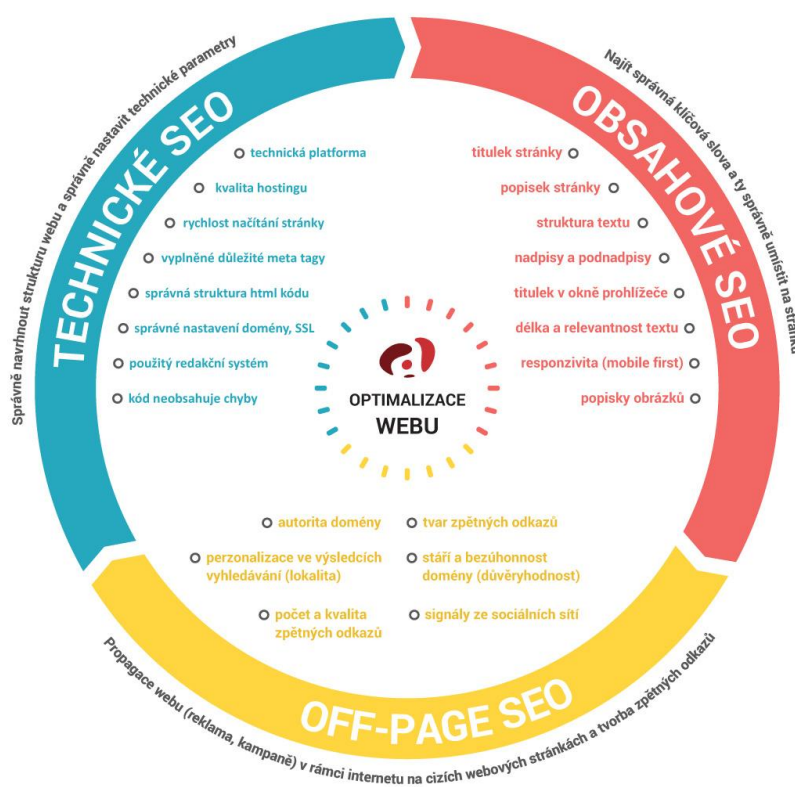 TECHNICKÉ SEO
Správně navrhnout strukturu webu a správně nastavit technické parametry
technická platforma
kvalita hostingu
rychlost načítání stránky
vyplněné důležité meta tagy
správná struktura html kódu
správné nastavení domény, SSL
použitý redakční systém
kód neobsahuje chyby
OBSAHOVÉ SEO
Najít správná klíčová slova a ty správně umístit na stránku
titulek stránky
popisek stránky
struktura textu
nadpisy a podnadpisy
titulek v okně prohlížeče
délka a relevantnost textu
responzivita (mobile first)
popisky obrázků
a
OPTIMALIZACE
WEBU
autorita domény
perzonalizace ve výsledcích
vyhledávání (lokalita)
počet a kvalita
zpětných odkazů
tvar zpětných odkazů
stáří a bezúhonnost
domény (důvěryhodnost)
signály ze sociálních sítí
OFF-PAGE SEO
Propagace webu (reklama, kampaně) v rámci internetu na cizích webových stránkách a tvorba zpětných odkazů